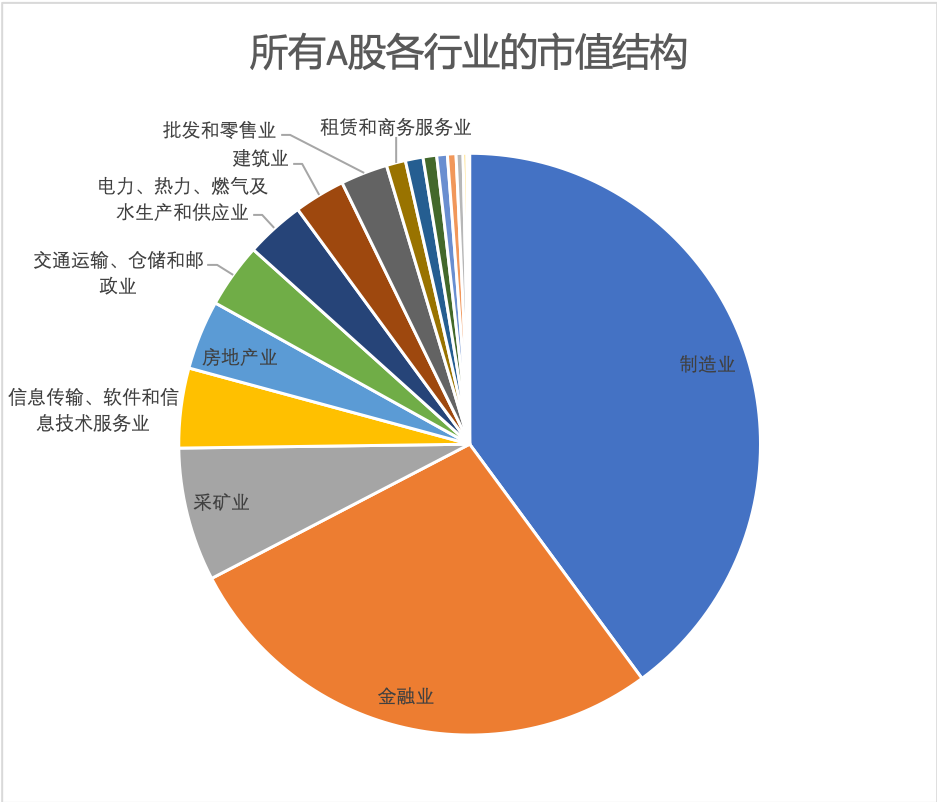 所有A股各行业的市值结构
批发和零售业
租赁和商务服务业
建筑业
电力、热力、燃气及
水生产和供应业
交通运输、仓储和邮
政业
房地产业
制造业
信息传输、软件和信
息技术服务业
采矿业
金融业